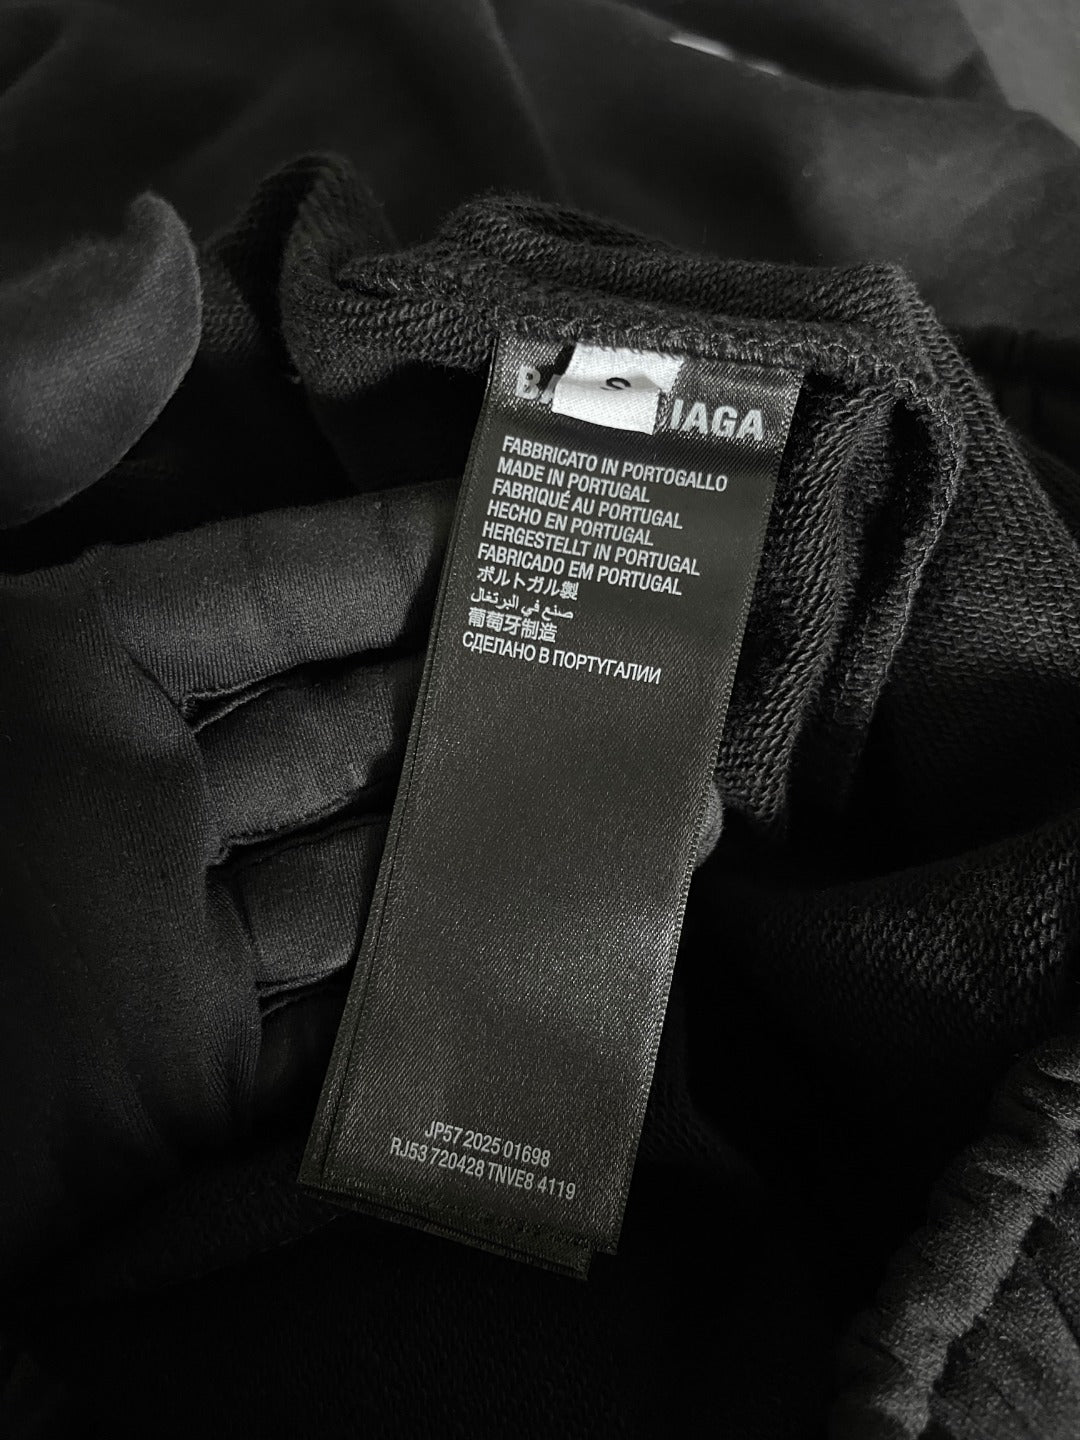 BA IAGA
S
FABBRICATO IN PORTOGALLO
MADE IN PORTUGAL
FABRIQUÉ AU PORTUGAL
HECHO EN PORTUGAL
HERGESTELLT IN PORTUGAL
FABRICADO EM PORTUGAL
ポルトガル製
صنع في البرتغال
葡萄牙制造
СДЕЛАНО В ПОРТУГАЛИИ
JP57 2025 01698
RJ53 720428 TNVE8 4119